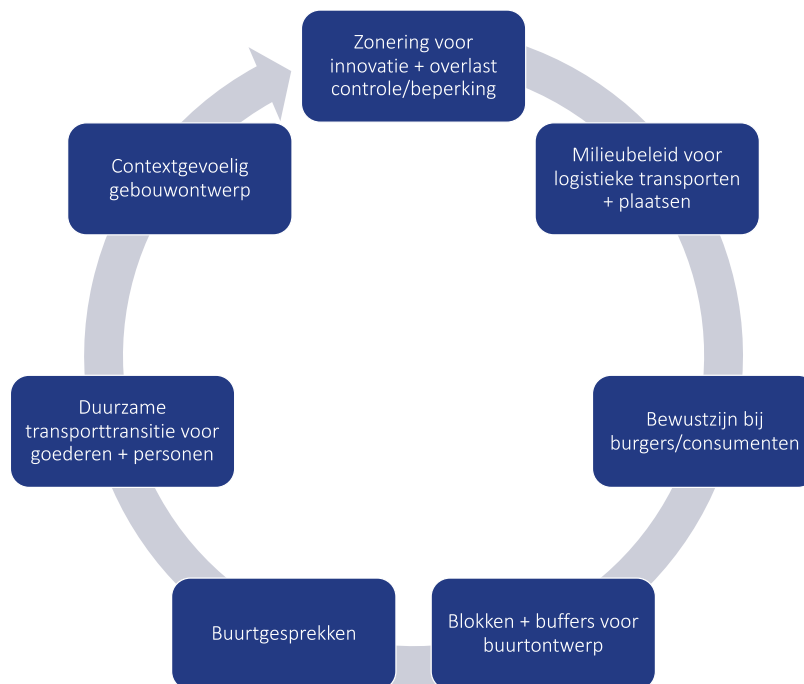 Zonering voor
innovatie + overlast
controle/beperking
Milieubeleid voor
logistieke transporten
+ plaatsen
Bewustzijn bij
burgers/consumenten
Blokken + buffers voor
buurtontwerp
Buurtgesprekken
Duurzame
transporttransitie voor
goederen + personen
Contextgevoelig
gebouwontwerp